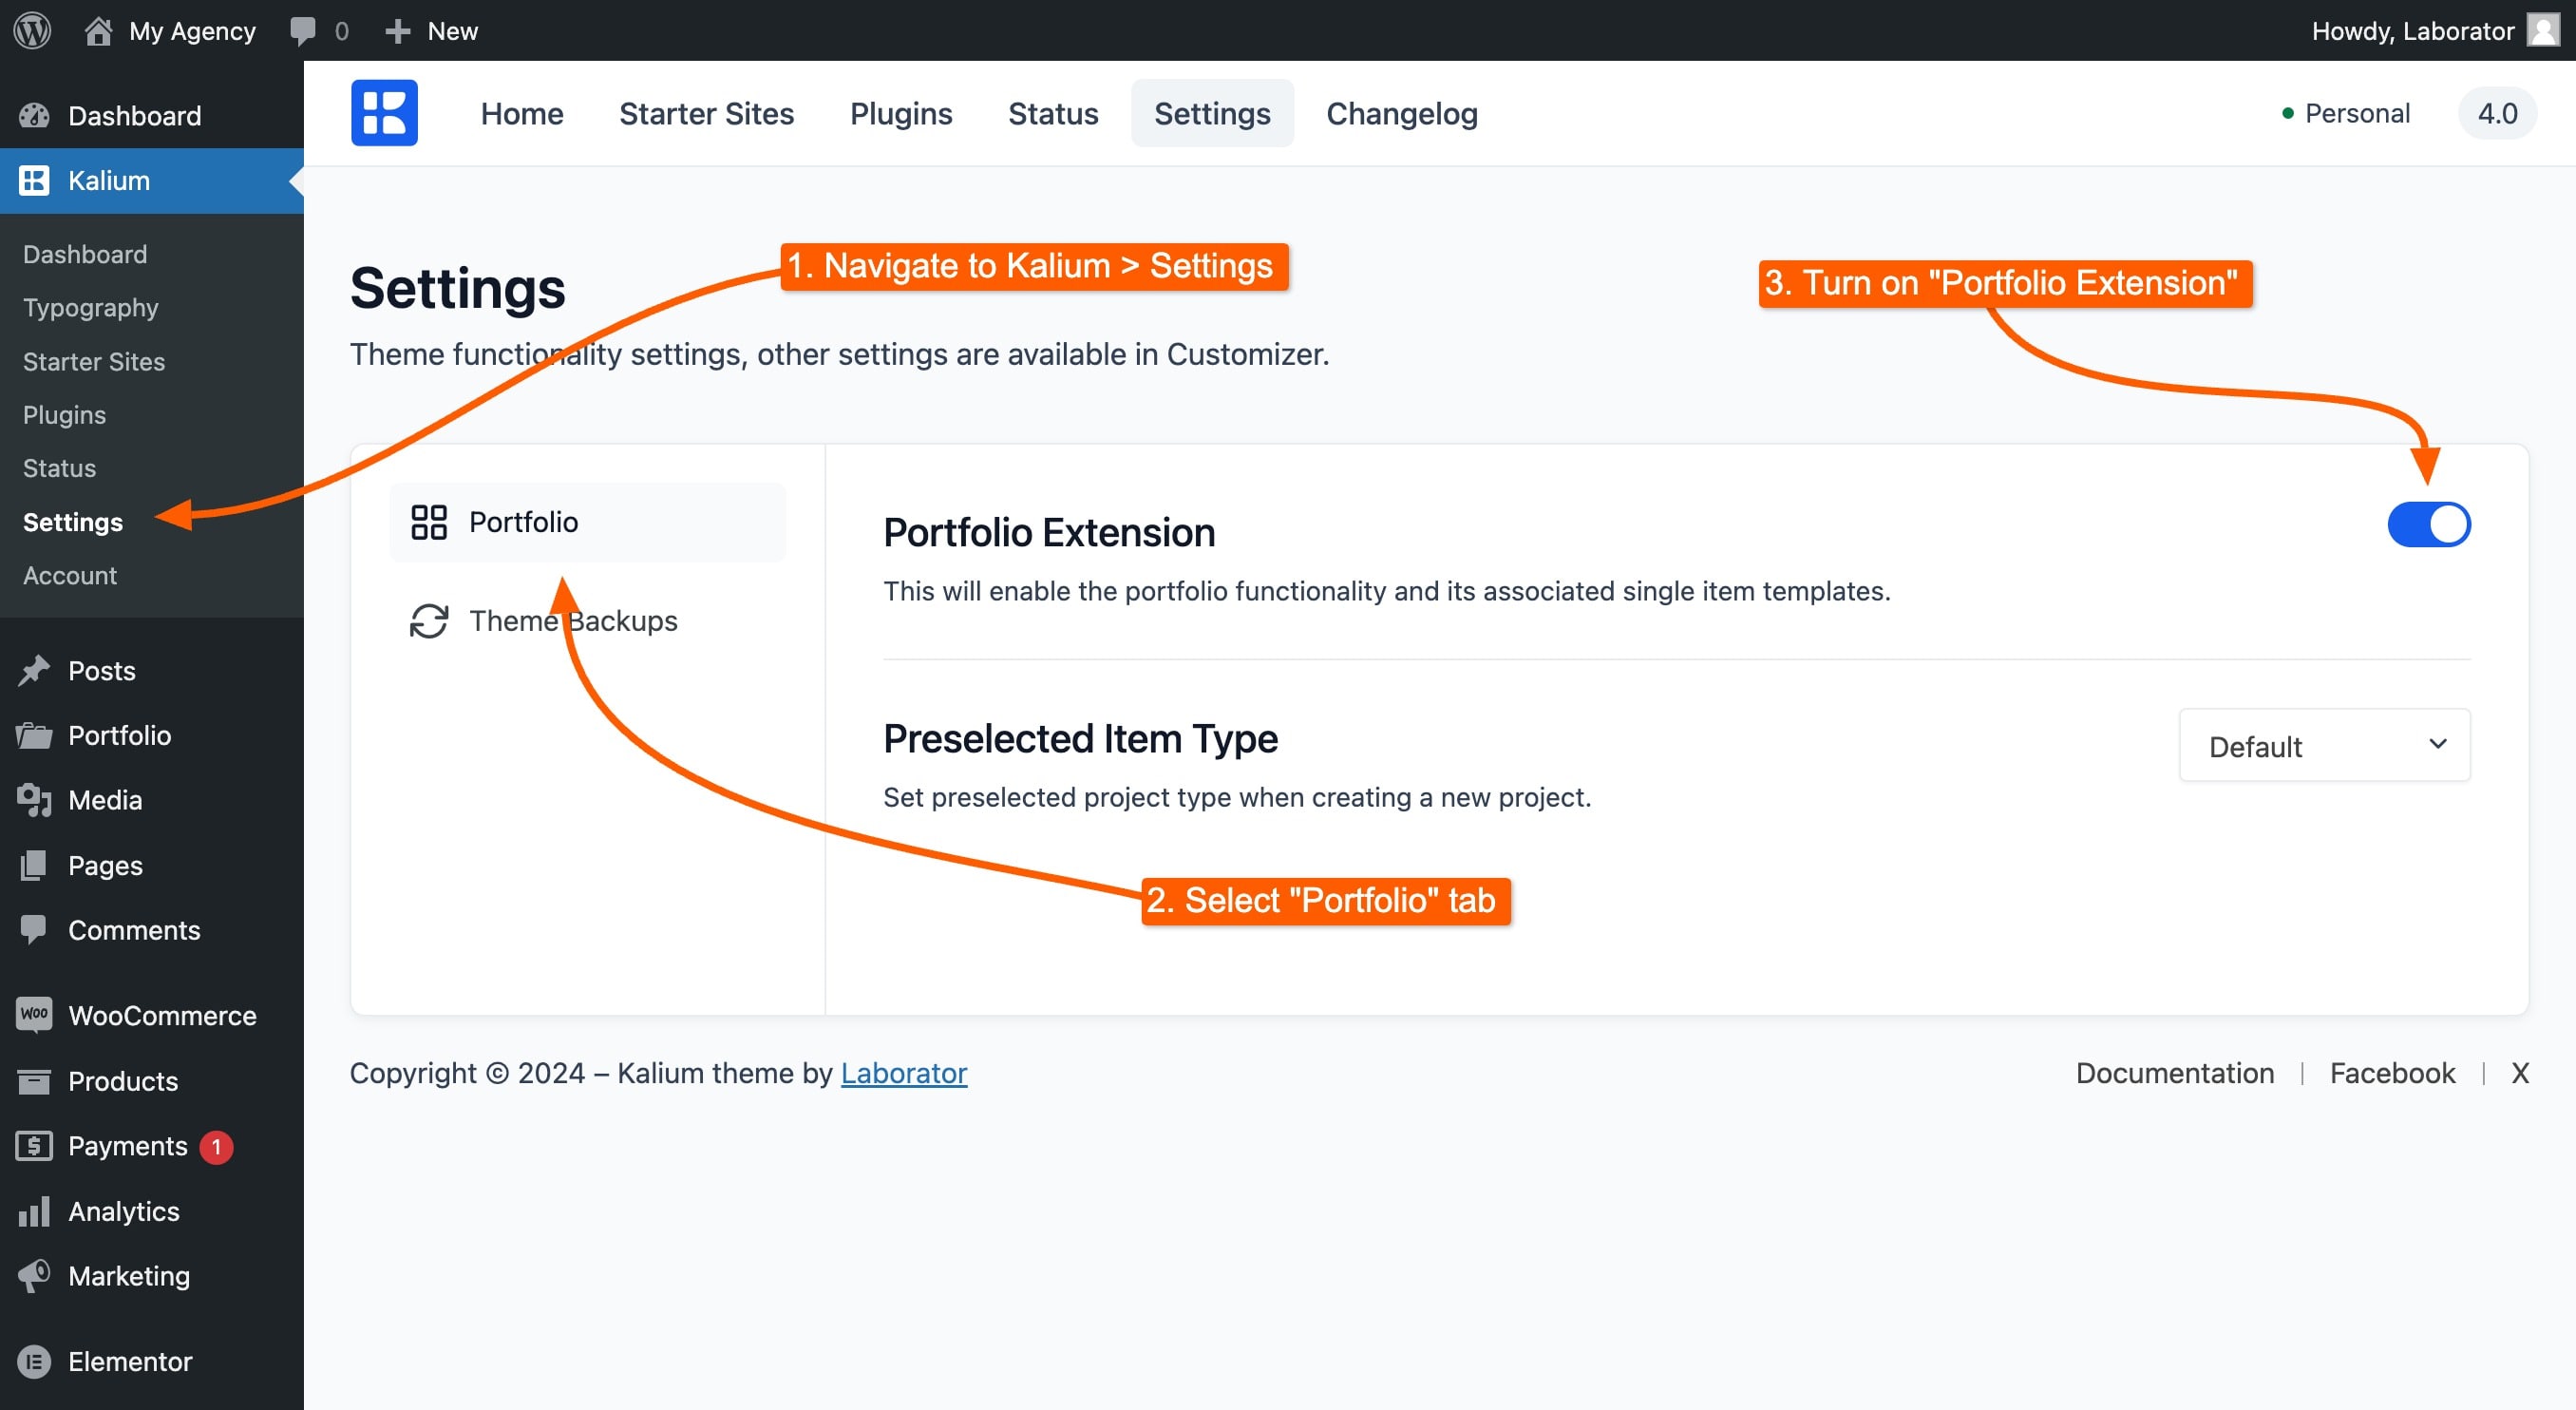 My Agency
0
New
Howdy, Laborator
Dashboard
Kalium
Dashboard
Typography
Starter Sites
Plugins
Status
Settings
Account
Posts
Portfolio
Media
Pages
Comments
Woo WooCommerce
Products
Payments 1
Analytics
Marketing
Elementor
Home
Starter Sites
Plugins
Status
Settings
Changelog
Personal
4.0
1. Navigate to Kalium > Settings
3. Turn on "Portfolio Extension"
Settings
Theme functionality settings, other settings are available in Customizer.
Portfolio
Theme Backups
Portfolio Extension
This will enable the portfolio functionality and its associated single item templates.
Preselected Item Type
Default
Set preselected project type when creating a new project.
2. Select "Portfolio" tab
Copyright © 2024 – Kalium theme by Laborator
Documentation | Facebook | X